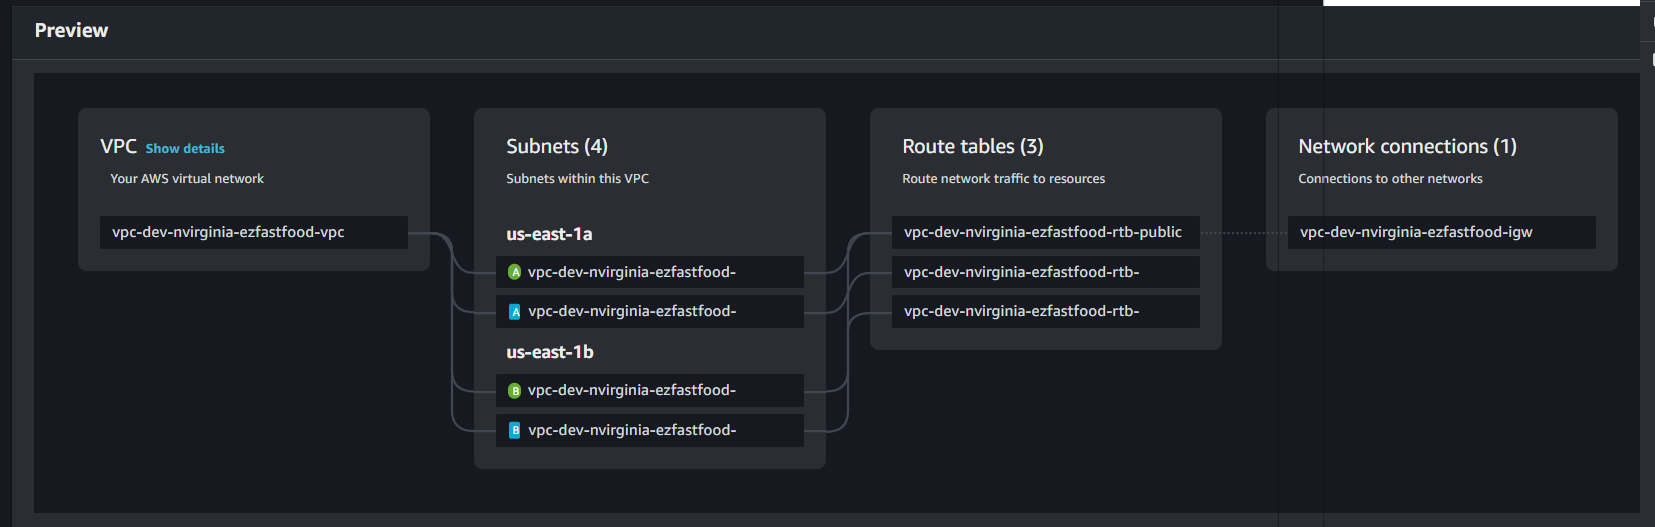 Preview
VPC Show details
Your AWS virtual network
vpc-dev-nvirginia-ezfastfood-vpc
Subnets (4)
Subnets within this VPC
us-east-1a
A vpc-dev-nvirginia-ezfastfood-
A vpc-dev-nvirginia-ezfastfood-
us-east-1b
B vpc-dev-nvirginia-ezfastfood-
B vpc-dev-nvirginia-ezfastfood-
Route tables (3)
Route network traffic to resources
vpc-dev-nvirginia-ezfastfood-rtb-public
vpc-dev-nvirginia-ezfastfood-rtb-
vpc-dev-nvirginia-ezfastfood-rtb-
Network connections (1)
Connections to other networks
vpc-dev-nvirginia-ezfastfood-igw